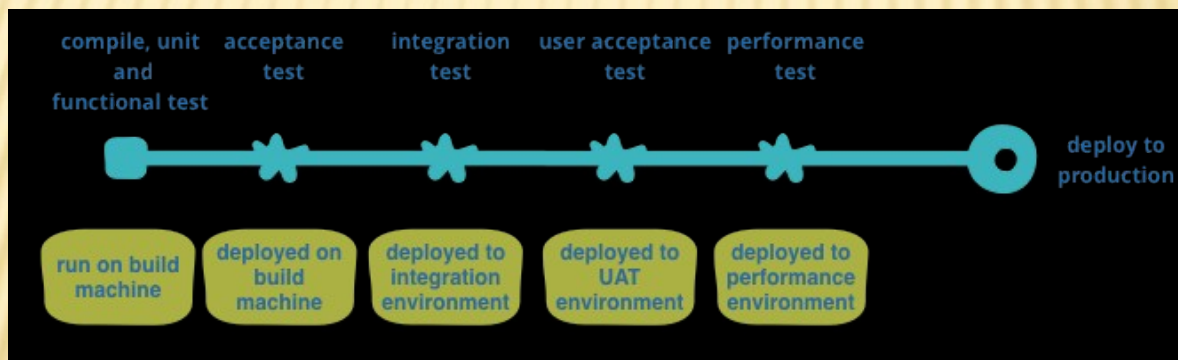 compile, unit
and
functional test
acceptance
test
integration
test
user acceptance
test
performance
test
deploy to
production
run on build
machine
deployed on
build
machine
deployed to
integration
environment
deployed to
UAT
environment
deployed to
performance
environment